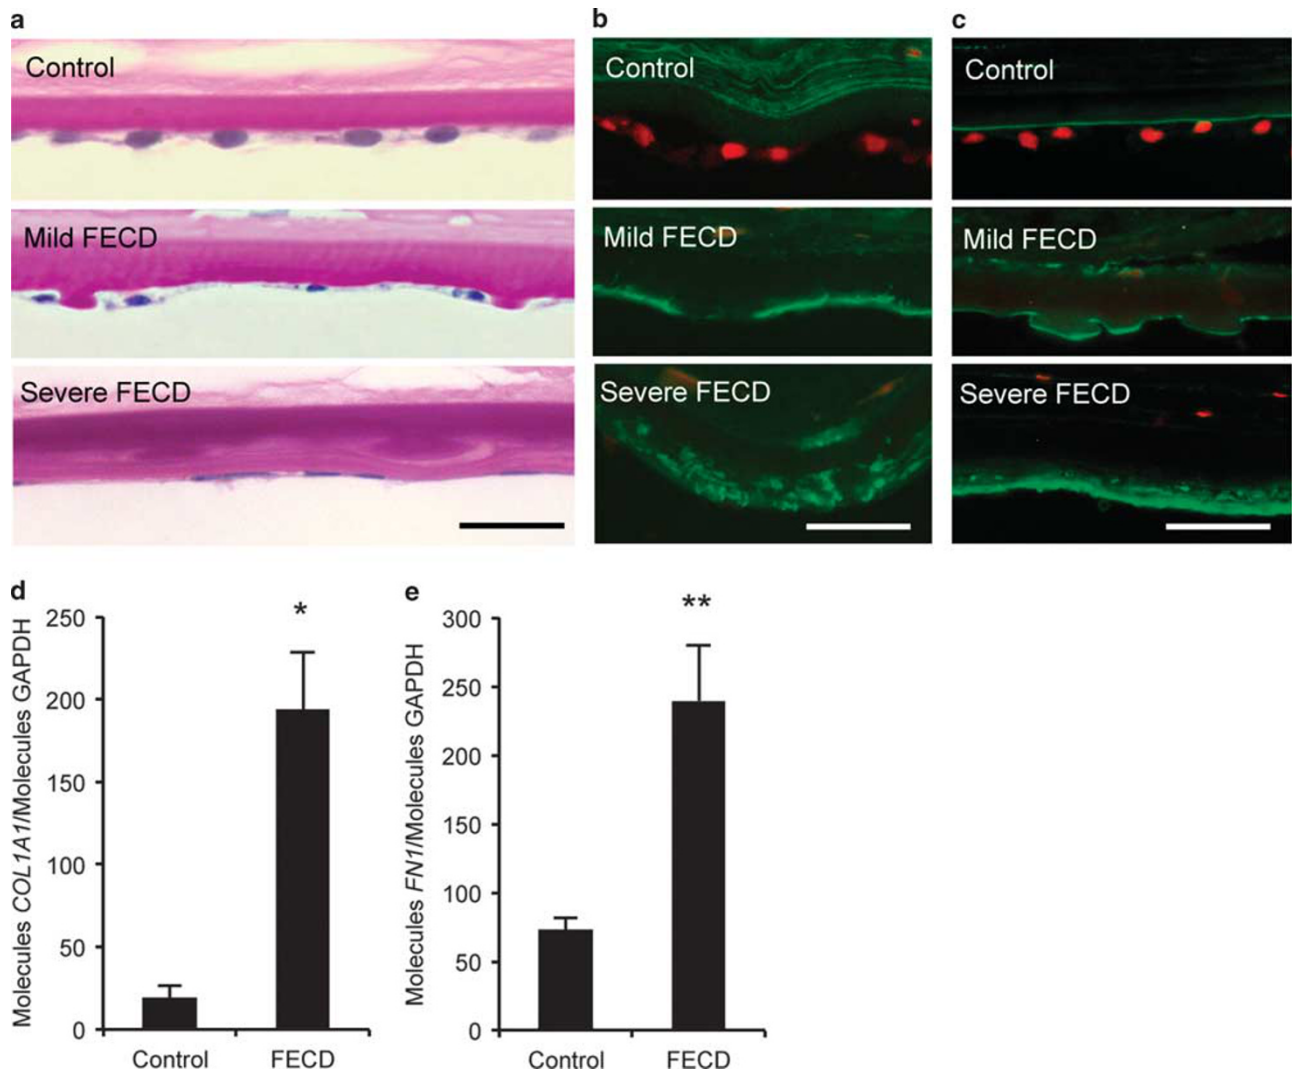 a
Control
Mild FECD
Severe FECD
b
Control
Mild FECD
Severe FECD
c
Control
Mild FECD
Severe FECD
d
Molecules COL1A1/Molecules GAPDH
250
200
150
100
50
0
*
Control FECD
e
Molecules FN1/Molecules GAPDH
300
250
200
150
100
50
0
**
Control FECD